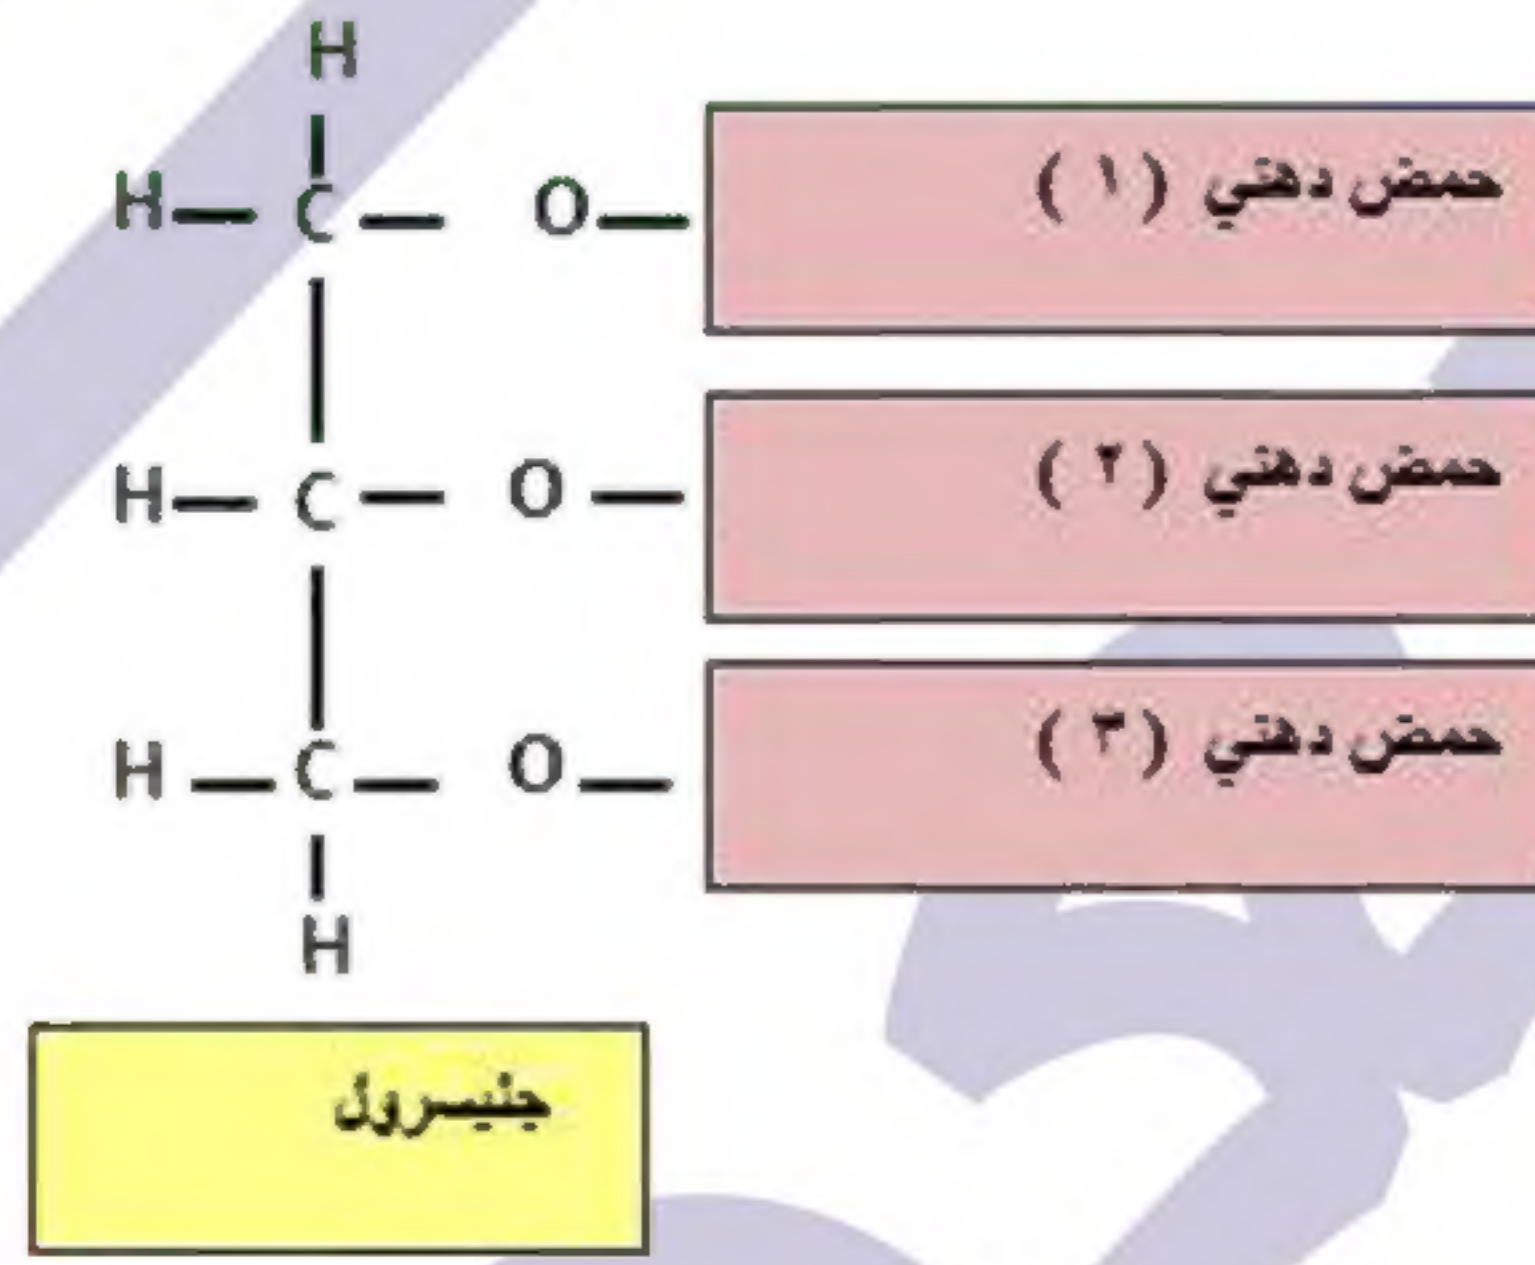 H
H C O حمض دهني ( ١ )
H C O حمض دهني ( ٢ )
H C O حمض دهني ( ٣ )
H
جليسرول